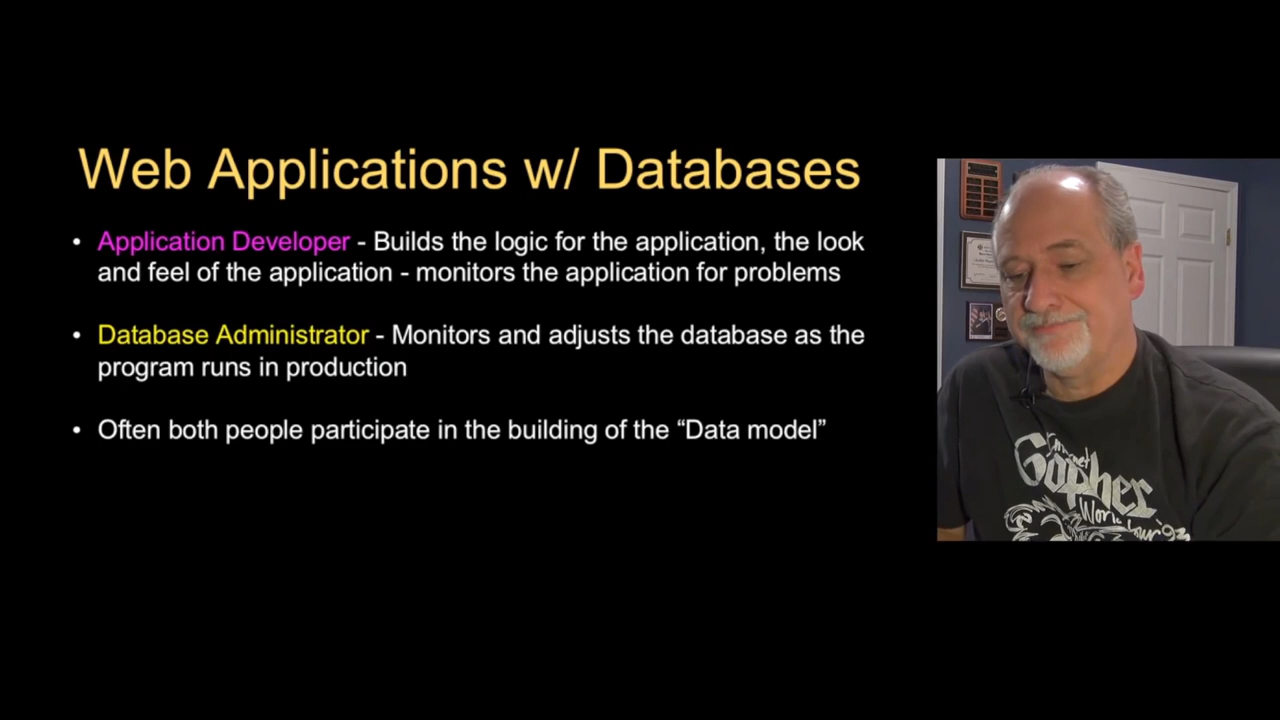 Web Applications w/ Databases
• Application Developer - Builds the logic for the application, the look
and feel of the application - monitors the application for problems
• Database Administrator - Monitors and adjusts the database as the
program runs in production
• Often both people participate in the building of the “Data model”
Gopher